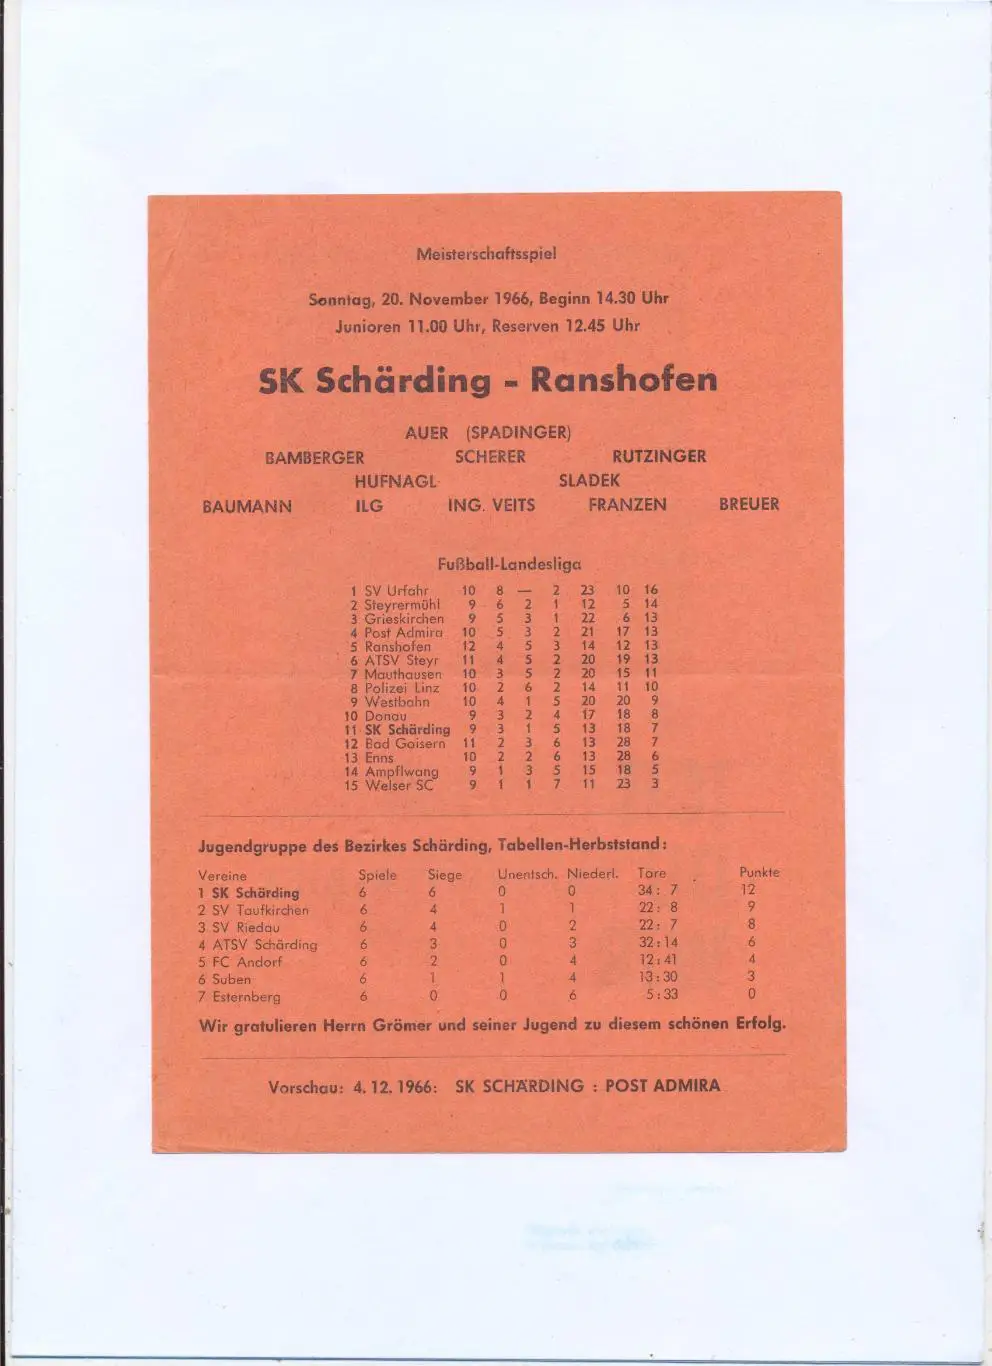 Meisterschaftsspiel
Sonntag, 20. November 1966, Beginn 14.30 Uhr
Junioren 11.00 Uhr, Reserven 12.45 Uhr
SK Schärding - Ranshofen
AUER (SPADINGER)
BAMBERGER SCHERER RUTZINGER
HUFNAGL SLADEK
BAUMANN ILG ING. VEITS FRANZEN BREUER
Fußball-Landesliga
1 SV Urfahr 10 8 — 2 23 10 16
2 Steyrermühl 9 6 2 1 12 5 14
3 Grieskirchen 9 5 3 1 22 6 13
4 Post Admira 10 5 3 2 21 17 13
5 Ranshofen 12 4 5 3 14 12 13
6 ATSV Steyr 11 4 5 2 20 19 13
7 Mauthausen 10 3 5 2 20 15 11
8 Polizei Linz 10 2 6 2 14 11 10
9 Westbahn 10 4 1 5 20 20 9
10 Donau 9 3 2 4 17 18 8
11 SK Schärding 9 3 1 5 13 18 7
12 Bad Goisern 11 2 3 6 13 28 7
13 Enns 10 2 2 6 13 28 6
14 Ampflwang 9 1 3 5 15 18 5
15 Welser SC 9 1 1 7 11 23 3
Jugendgruppe des Bezirkes Schärding, Tabellen-Herbststand:
Vereine Spiele Siege Unentsch. Niederl. Tore Punkte
1 SK Schärding 6 6 0 0 34: 7 12
2 SV Taufkirchen 6 4 1 1 22: 8 9
3 SV Riedau 6 4 0 2 22: 7 8
4 ATSV Schärding 6 3 0 3 32:14 6
5 FC Andorf 6 2 0 4 12:41 4
6 Suben 6 1 1 4 13:30 3
7 Esternberg 6 0 0 6 5:33 0
Wir gratulieren Herrn Grömer und seiner Jugend zu diesem schönen Erfolg.
Vorschau: 4. 12. 1966: SK SCHÄRDING : POST ADMIRA